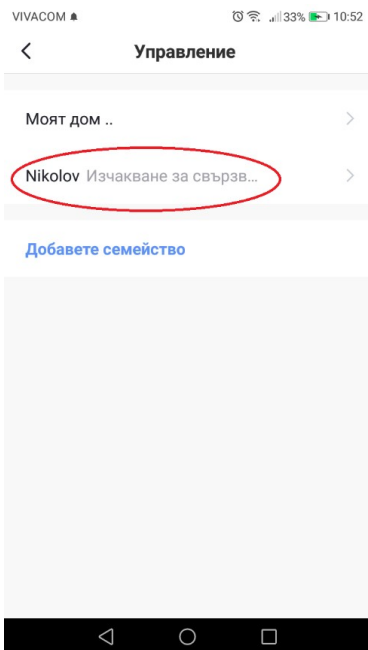 VIVACOM 33% 10:52
Управление
Моят дом ..
Nikolov Изчакване за свързв...
Добавете семейство